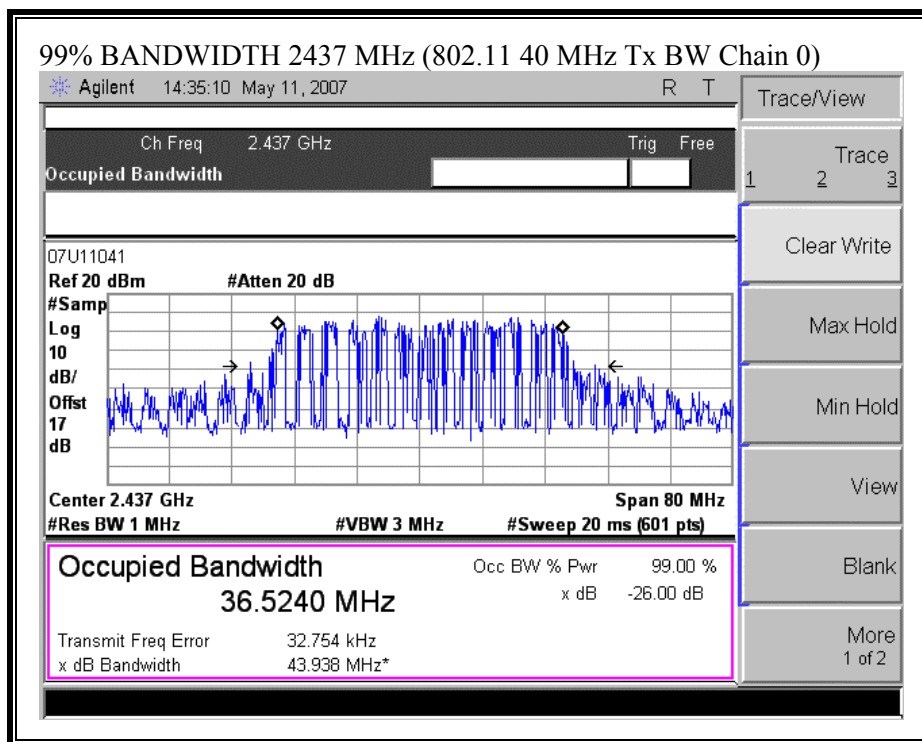 99% BANDWIDTH 2437 MHz (802.11 40 MHz Tx BW Chain 0)
Agilent 14:35:10 May 11, 2007 R T
Trace/View
Ch Freq 2.437 GHz Trig Free
Occupied Bandwidth
Trace
1 2 3
Clear Write
Max Hold
Min Hold
View
Blank
More
1 of 2
07U11041
Ref 20 dBm #Atten 20 dB
#Samp
Log
10
dB/
Offst
17
dB
Center 2.437 GHz Span 80 MHz
#Res BW 1 MHz #VBW 3 MHz #Sweep 20 ms (601 pts)
Occupied Bandwidth Occ BW % Pwr 99.00 %
36.5240 MHz x dB -26.00 dB
Transmit Freq Error 32.754 kHz
x dB Bandwidth 43.938 MHz*